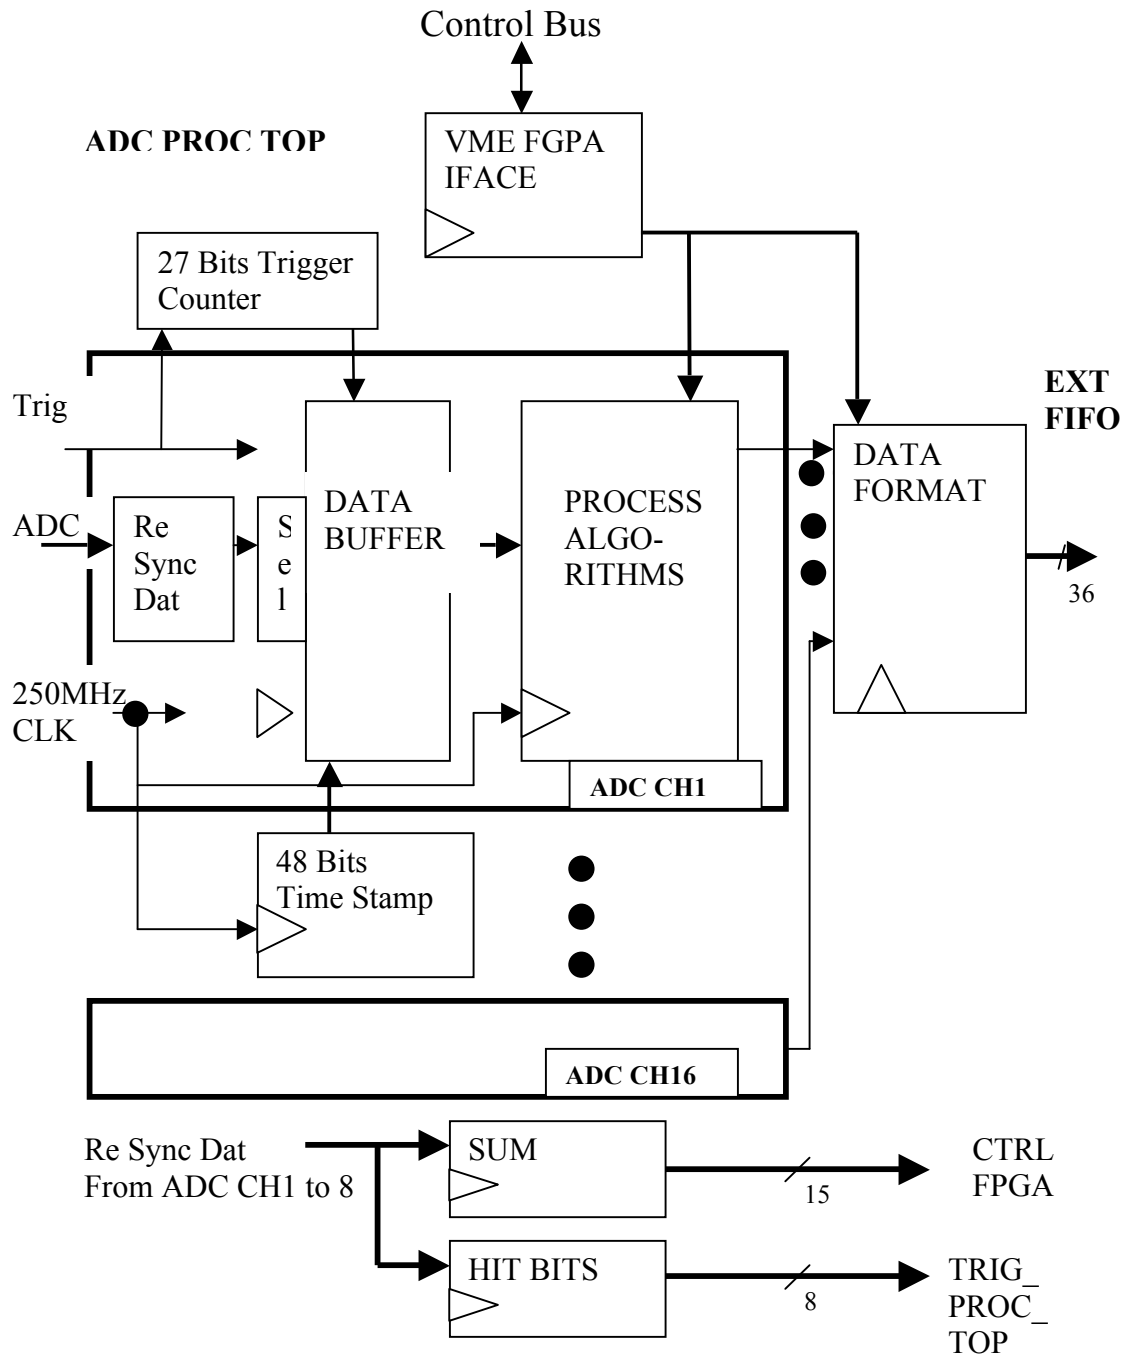 Control Bus
ADC PROC TOP
VME FGPA
IFACE
27 Bits Trigger
Counter
Trig
EXT
FIFO
DATA
FORMAT
ADC
Re
Sync
Dat
S
e
l
DATA
BUFFER
PROCESS
ALGO-
RITHMS
36
250MHz
CLK
ADC CH1
48 Bits
Time Stamp
ADC CH16
Re Sync Dat
From ADC CH1 to 8
SUM
15
CTRL
FPGA
HIT BITS
8
TRIG_
PROC_
TOP